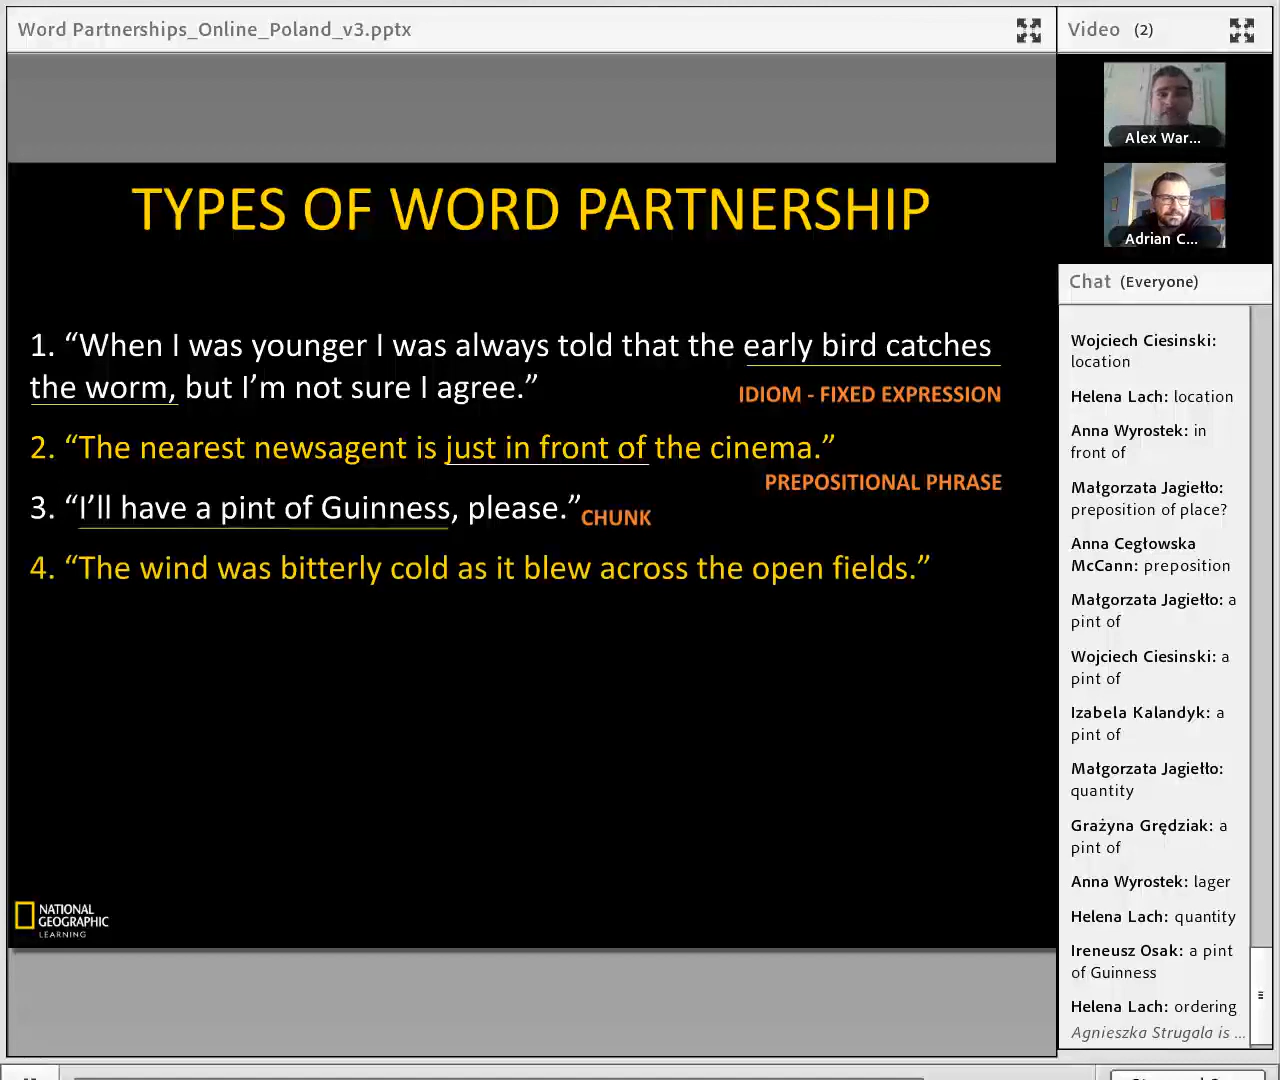 Word Partnerships_Online_Poland_v3.pptx
Video (2)
Alex War...
Adrian C...
TYPES OF WORD PARTNERSHIP
1. “When I was younger I was always told that the early bird catches
the worm, but I’m not sure I agree.”
IDIOM - FIXED EXPRESSION
2. “The nearest newsagent is just in front of the cinema.”
PREPOSITIONAL PHRASE
3. “I’ll have a pint of Guinness, please.”
CHUNK
4. “The wind was bitterly cold as it blew across the open fields.”
NATIONAL
GEOGRAPHIC
LEARNING
Chat (Everyone)
Wojciech Ciesinski:
location
Helena Lach: location
Anna Wyrostek: in
front of
Małgorzata Jagiełło:
preposition of place?
Anna Cegłowska
McCann: preposition
Małgorzata Jagiełło: a
pint of
Wojciech Ciesinski: a
pint of
Izabela Kalandyk: a
pint of
Małgorzata Jagiełło:
quantity
Grażyna Grędziak: a
pint of
Anna Wyrostek: lager
Helena Lach: quantity
Ireneusz Osak: a pint
of Guinness
Helena Lach: ordering
Agnieszka Strugala is ...